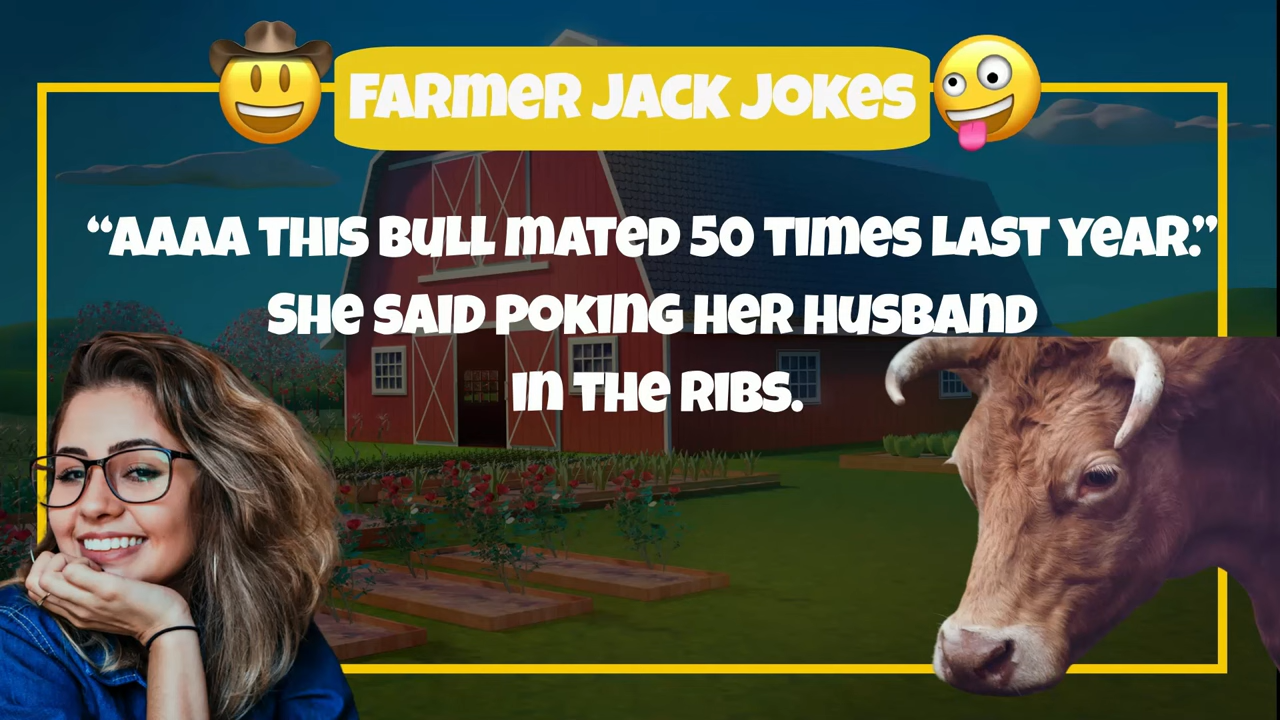 FARMER JACK JOKES
“AAAA THIS BULL MATED 50 TIMES LAST YEAR.”
SHE SAID POKING HER HUSBAND
IN THE RIBS.